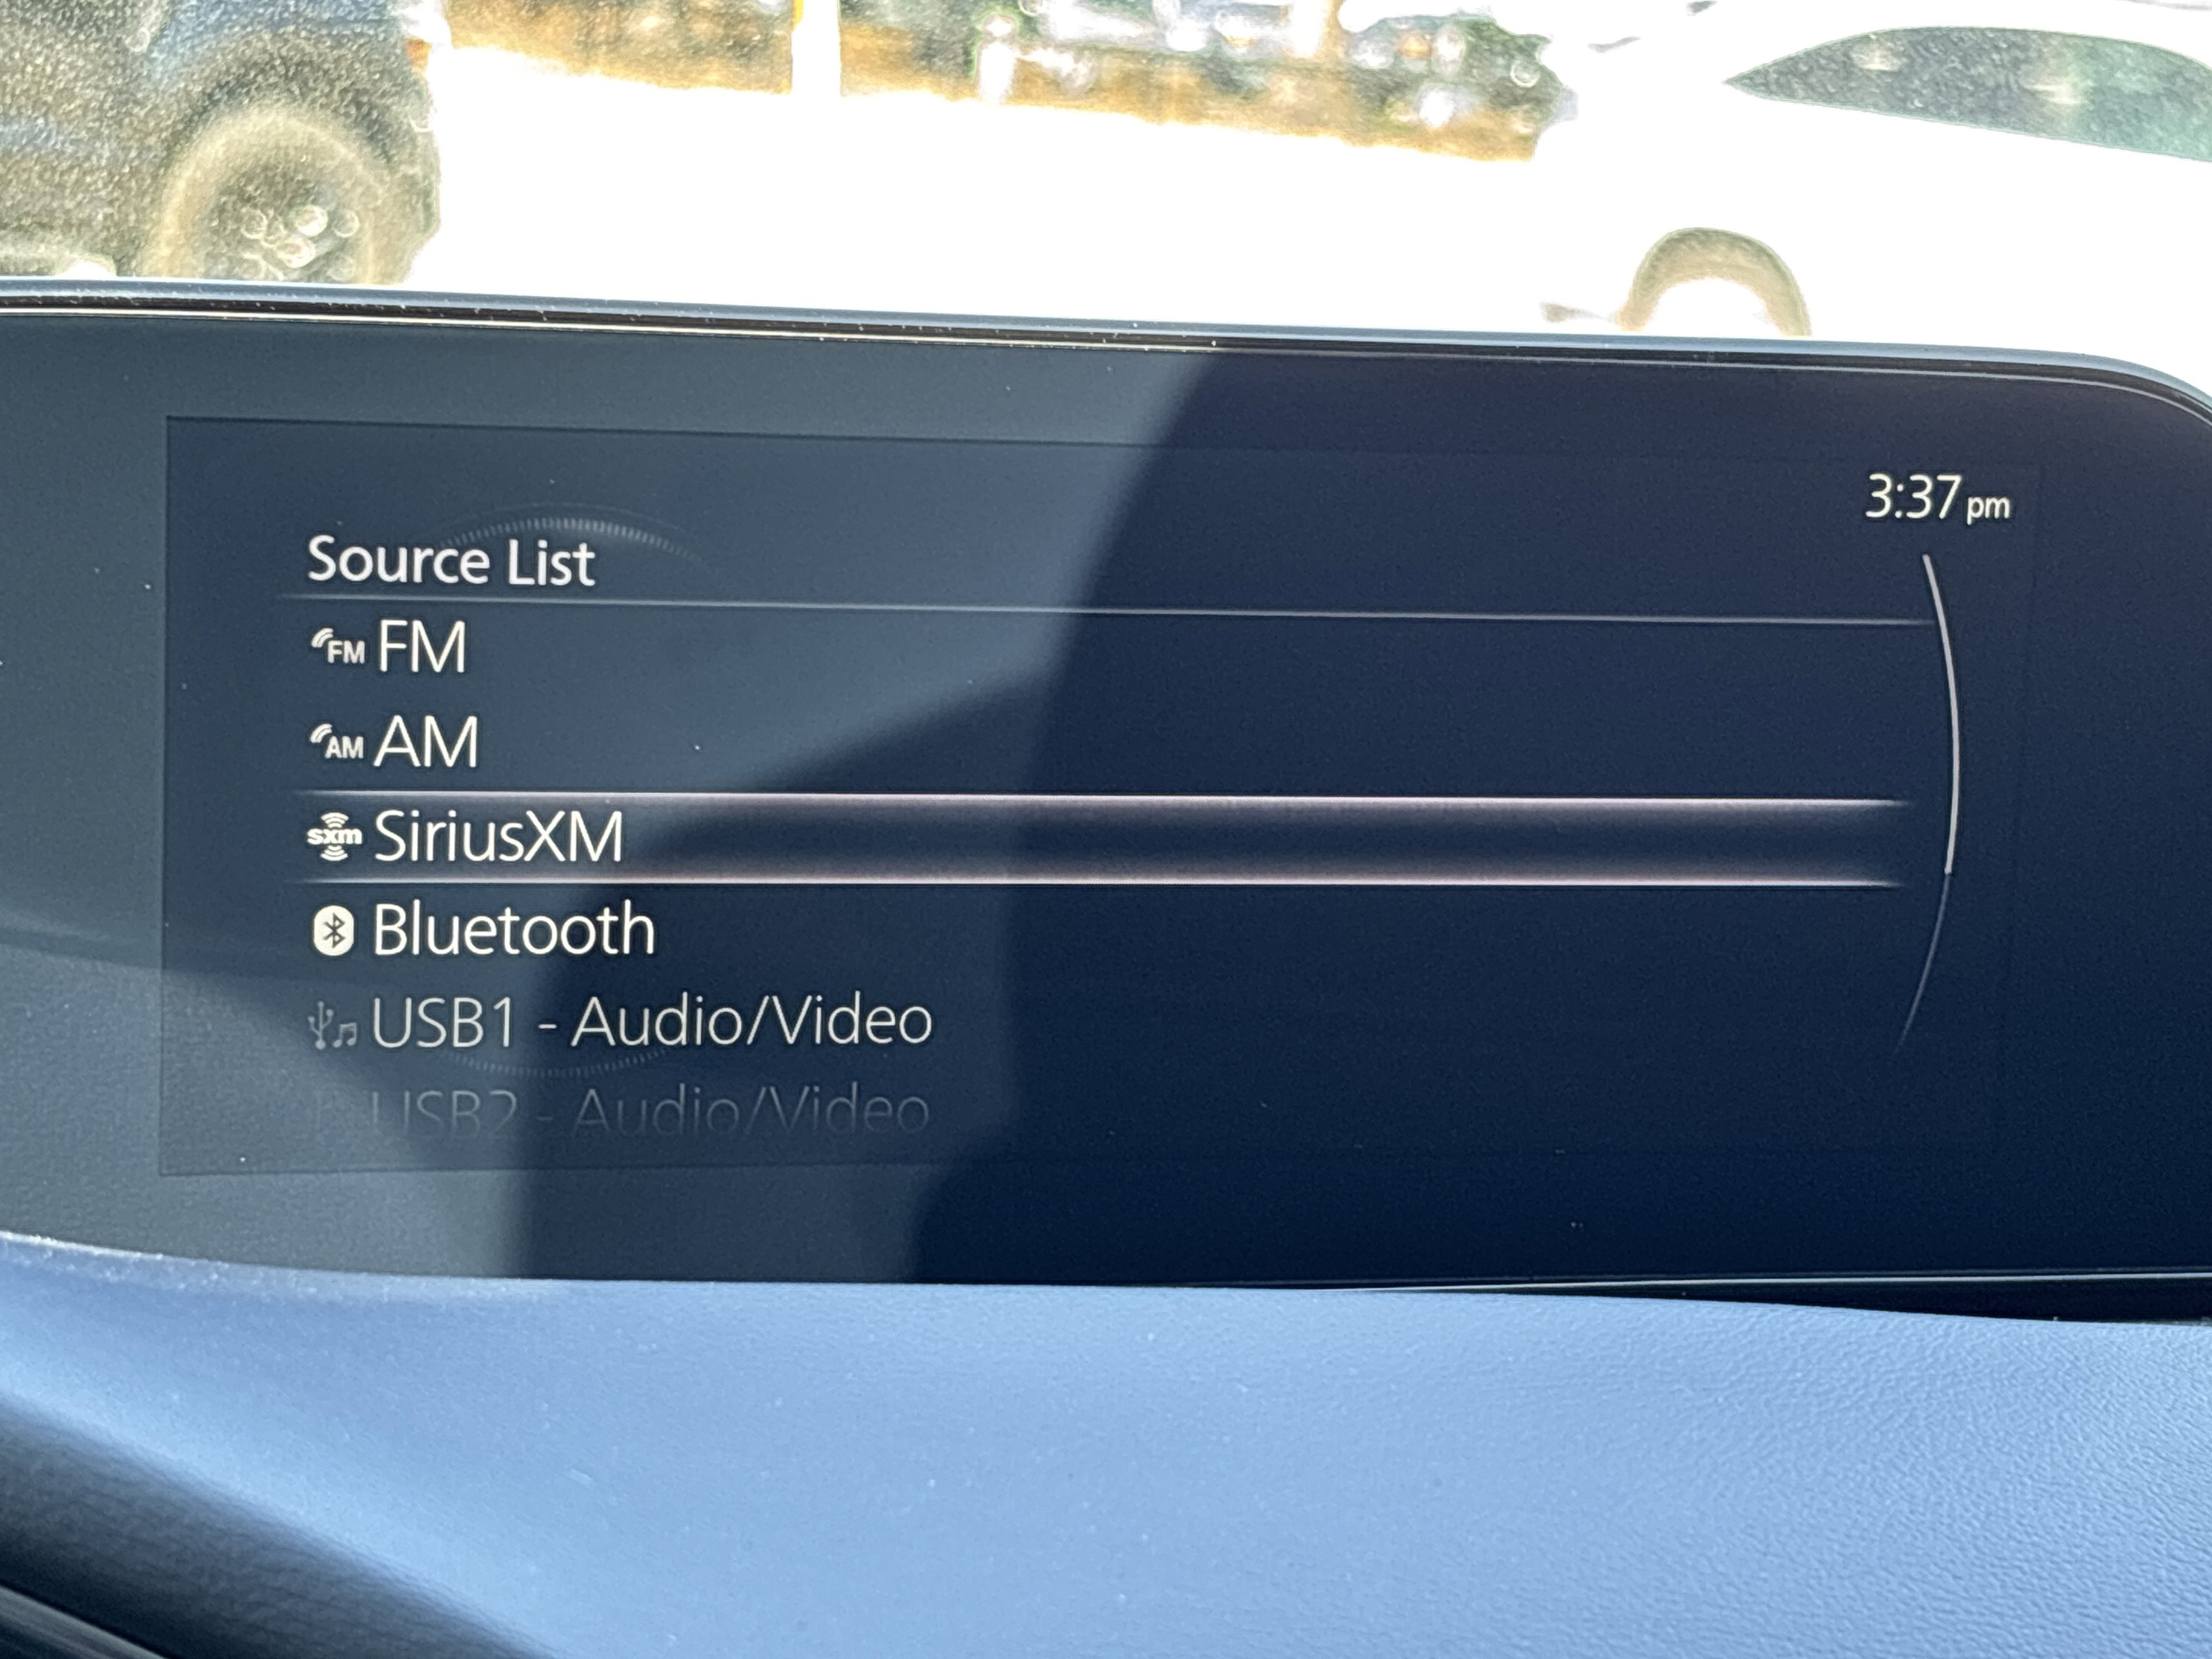 3:37 pm
Source List
FM FM
AM AM
sxm SiriusXM
Bluetooth
USB1 - Audio/Video
USB2 - Audio/Video